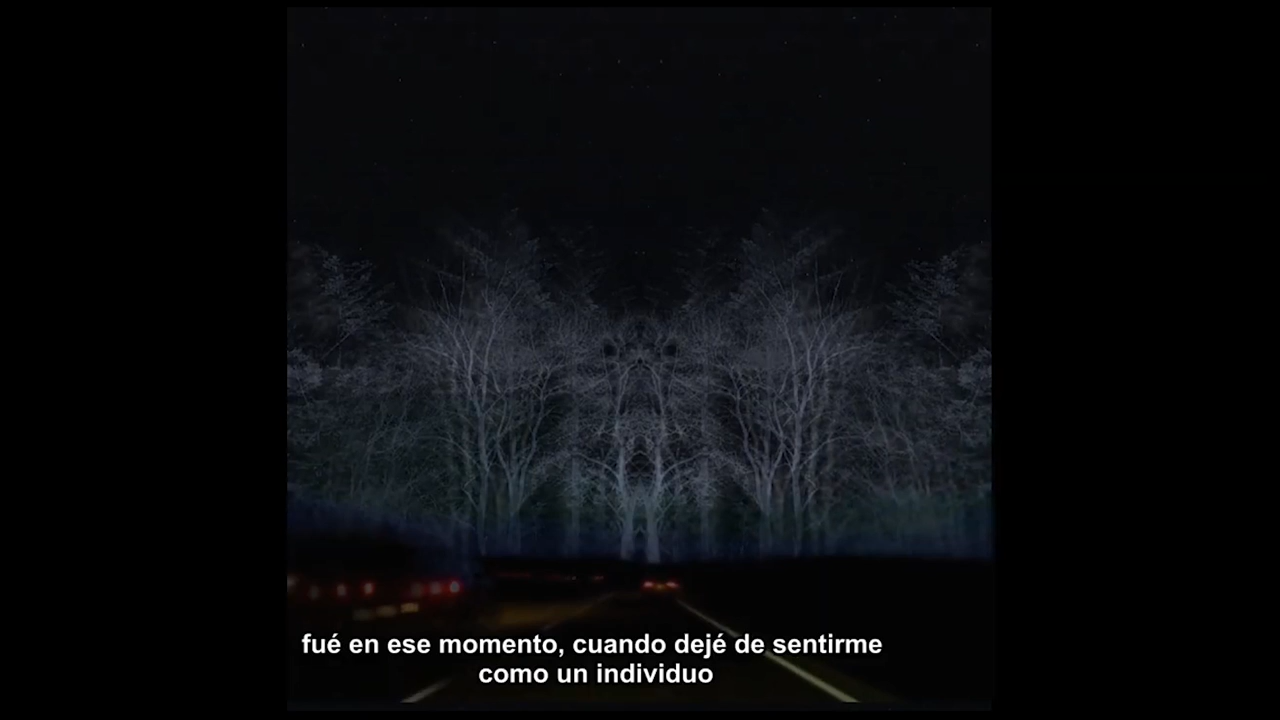 fué en ese momento, cuando dejé de sentirme
como un individuo